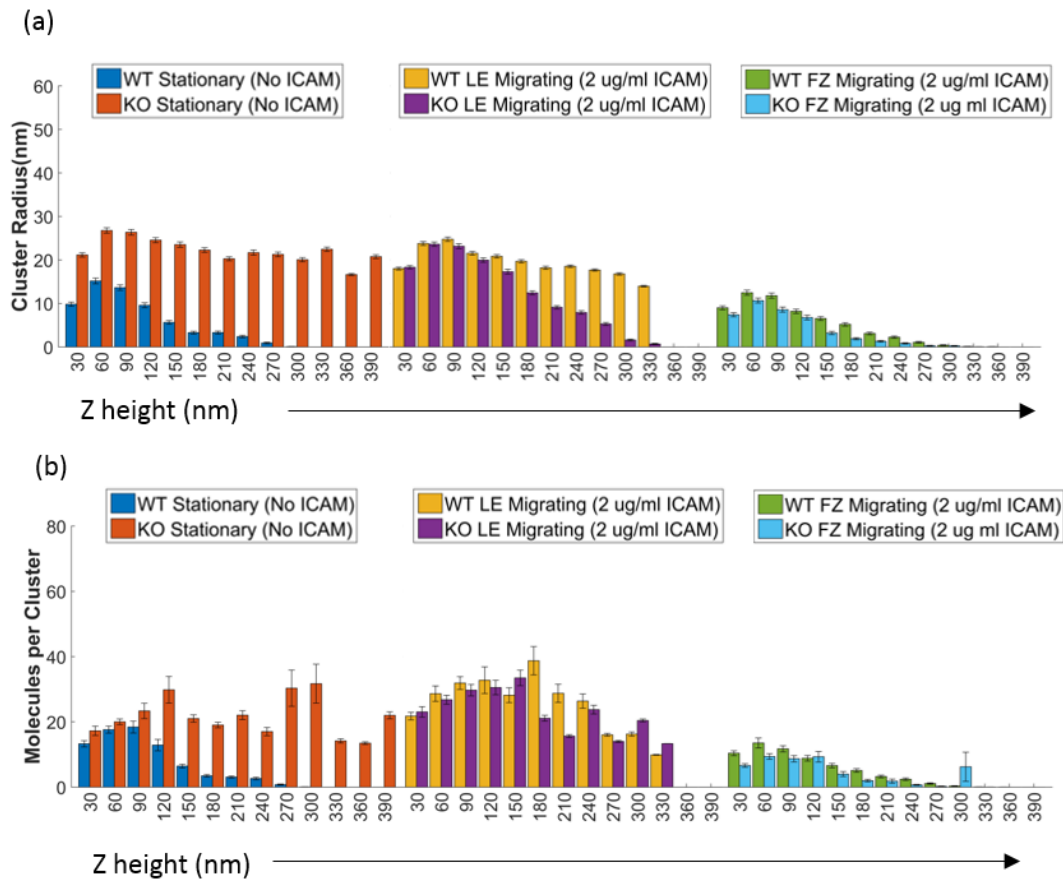 (a)
WT Stationary (No ICAM)
KO Stationary (No ICAM)
WT LE Migrating (2 ug/ml ICAM)
KO LE Migrating (2 ug/ml ICAM)
WT FZ Migrating (2 ug/ml ICAM)
KO FZ Migrating (2 ug ml ICAM)
Cluster Radius(nm)
60
50
40
30
20
10
0
30 60 90 120 150 180 210 240 270 300 330 360 390
30 60 90 120 150 180 210 240 270 300 330 360 390
30 60 90 120 150 180 210 240 270 300 330 360 390
Z height (nm)
(b)
WT Stationary (No ICAM)
KO Stationary (No ICAM)
WT LE Migrating (2 ug/ml ICAM)
KO LE Migrating (2 ug/ml ICAM)
WT FZ Migrating (2 ug/ml ICAM)
KO FZ Migrating (2 ug ml ICAM)
Molecules per Cluster
80
60
40
20
0
30 60 90 120 150 180 210 240 270 300 330 360 390
30 60 90 120 150 180 210 240 270 300 330 360 390
30 60 90 120 150 180 210 240 270 300 330 360 390
Z height (nm)